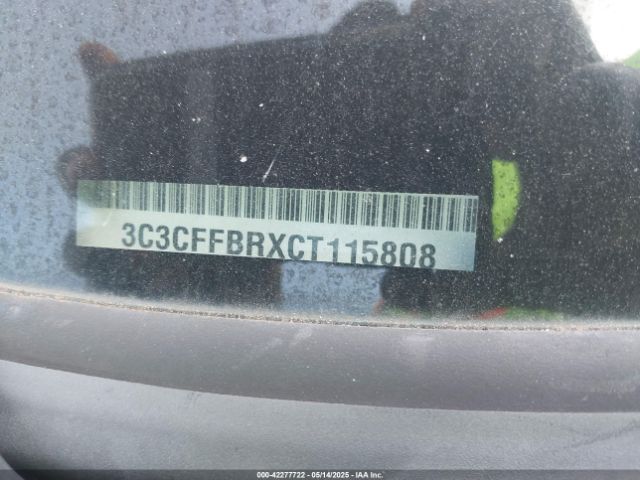 3C3CFFBRXCT115808
000-42277722 — 05/14/2025 — IAA Inc.